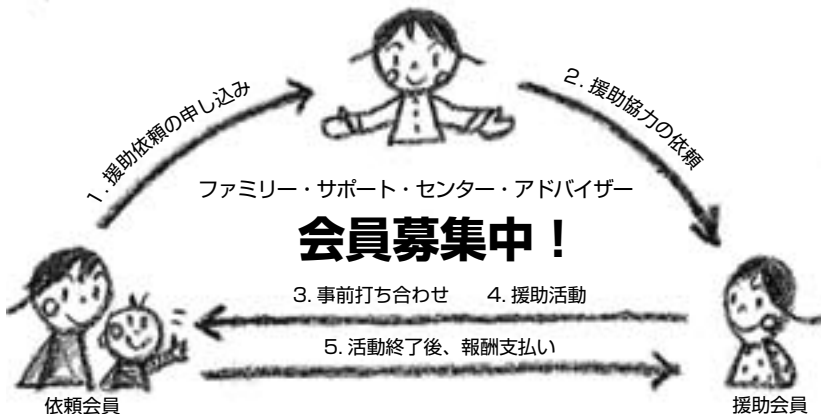 1. 援助依頼の申し込み
2. 援助協力の依頼
ファミリー・サポート・センター・アドバイザー
会員募集中！
3. 事前打ち合わせ　4. 援助活動
5. 活動終了後、報酬支払い
依頼会員
援助会員